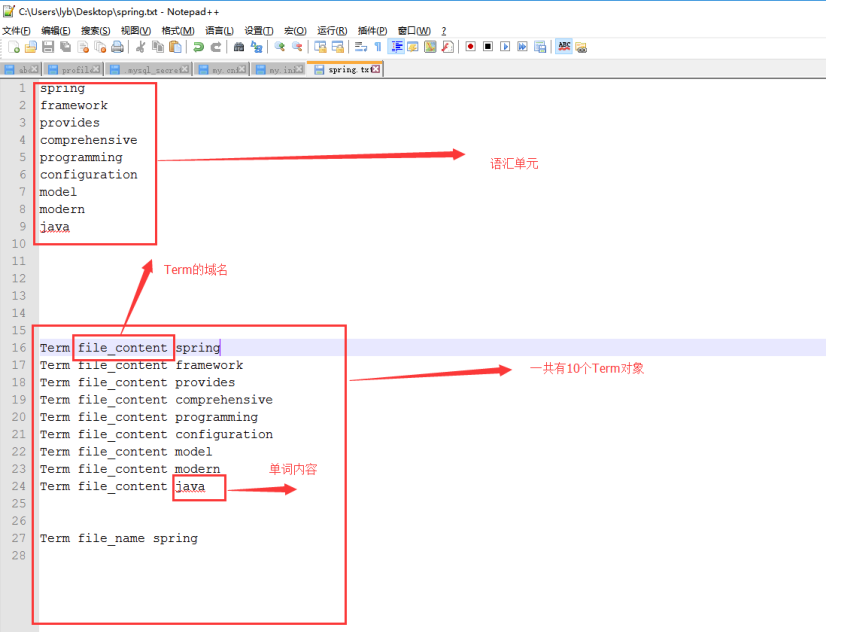 C:\Users\lyb\Desktop\spring.txt - Notepad++
文件(F) 编辑(E) 搜索(S) 视图(V) 格式(M) 语言(L) 设置(T) 宏(O) 运行(R) 插件(P) 窗口(W) ?
profile my.cnf my.ini spring.txt
1 spring
2 framework
3 provides
4 comprehensive
5 programming
6 configuration
7 model
8 modern
9 java
语汇单元
10
11
Term的域名
12
13
14
15
16 Term file_content spring
17 Term file_content framework
一共有10个Term对象
18 Term file_content provides
19 Term file_content comprehensive
20 Term file_content programming
21 Term file_content configuration
22 Term file_content model
23 Term file_content modern
单词内容
24 Term file_content java
25
26
27 Term file_name spring
28